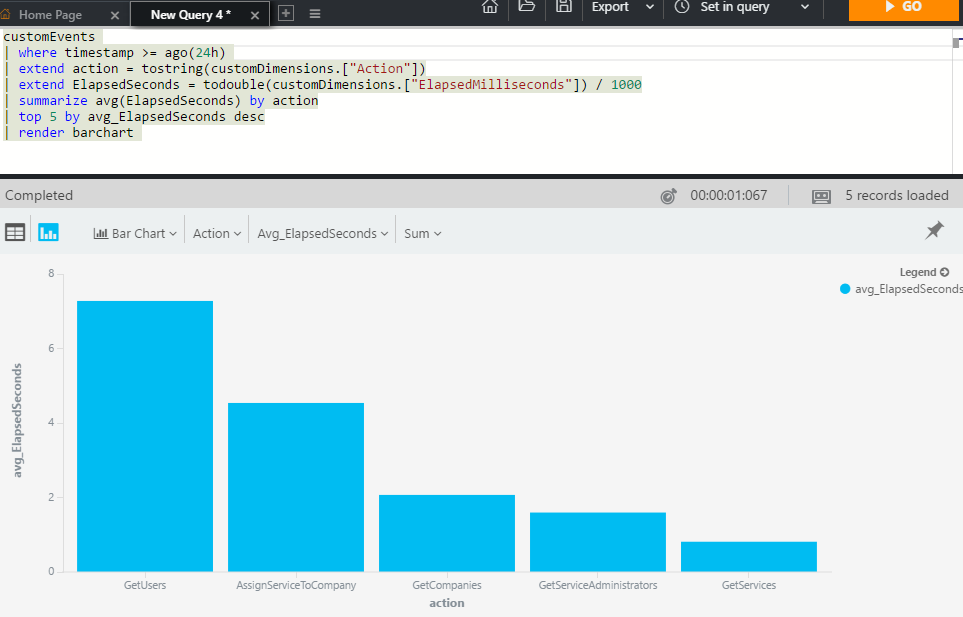 Home Page
New Query 4 *
Export
Set in query
GO
customEvents
| where timestamp >= ago(24h)
| extend action = tostring(customDimensions.["Action"])
| extend ElapsedSeconds = todouble(customDimensions.["ElapsedMilliseconds"]) / 1000
| summarize avg(ElapsedSeconds) by action
| top 5 by avg_ElapsedSeconds desc
| render barchart
Completed
00:00:01:067
5 records loaded
Bar Chart
Action
Avg_ElapsedSeconds
Sum
Legend
avg_ElapsedSeconds
8
6
4
2
0
avg_ElapsedSeconds
GetUsers
AssignServiceToCompany
GetCompanies
GetServiceAdministrators
GetServices
action